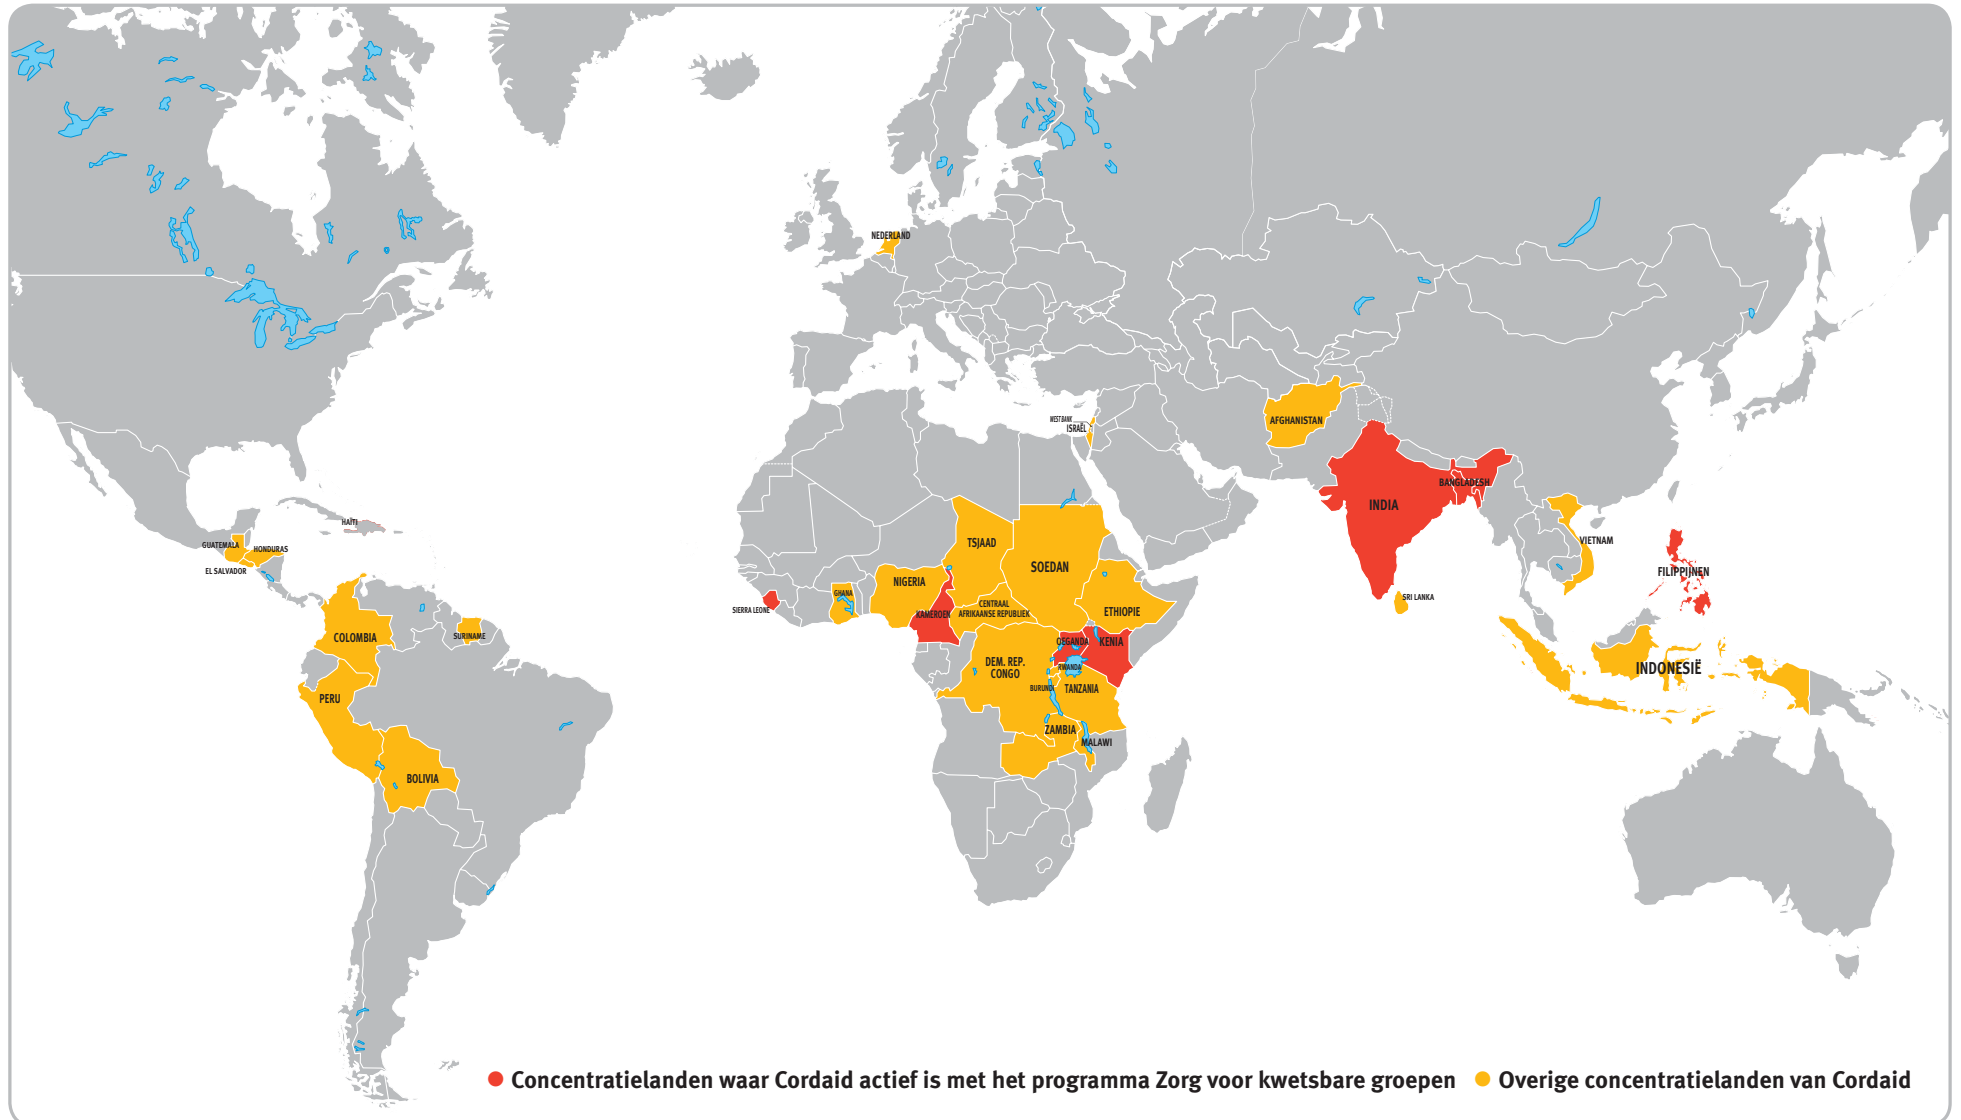 NEDERLAND
WESTBANK
ISRAËL
AFGHANISTAN
INDIA
BANGLADESH
VIETNAM
FILIPPIJNEN
SRI LANKA
INDONESIË
HAITI
GUATEMALA
HONDURAS
EL SALVADOR
COLOMBIA
SURINAME
PERU
BOLIVIA
TSJAAD
SOEDAN
NIGERIA
GHANA
SIERRA LEONE
KAMEROEN
CENTRAAL
AFRIKAANSE REPUBLIEK
ETHIOPIE
OEGANDA
KENIA
DEM. REP.
CONGO
RWANDA
BURUNDI
TANZANIA
ZAMBIA
MALAWI
Concentratielanden waar Cordaid actief is met het programma Zorg voor kwetsbare groepen
Overige concentratielanden van Cordaid